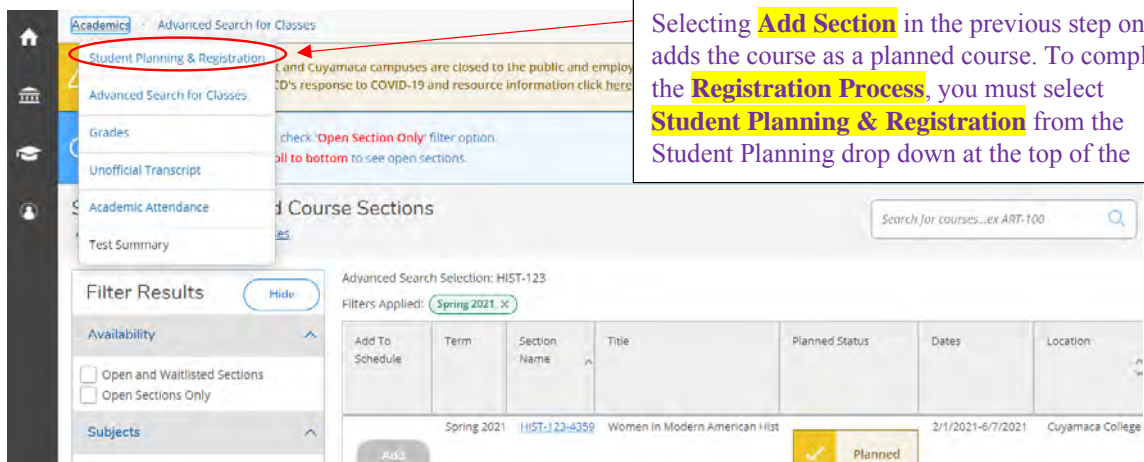 Academics · Advanced Search for Classes
Selecting Add Section in the previous step on
adds the course as a planned course. To compl
the Registration Process, you must select
Student Planning & Registration from the
Student Planning drop down at the top of the
Student Planning & Registration
Advanced Search for Classes
Grades
Unofficial Transcript
Academic Attendance
Test Summary
t and Cuyamaca campuses are closed to the public and employ
CD's response to COVID-19 and resource information click here
check 'Open Section Only' filter option.
oll to bottom to see open sections.
S
d Course Sections
es
Search for courses...ex ART-100
Filter Results
Hide
Availability
Open and Waitlisted Sections
Open Sections Only
Subjects
Advanced Search Selection: HIST-123
Filters Applied: Spring 2021 ×
Add To Schedule Term Section Name Title Planned Status Dates Location
Add Spring 2021 HIST-123-4359 Women in Modern American Hist Planned 2/1/2021-6/7/2021 Cuyamaca College